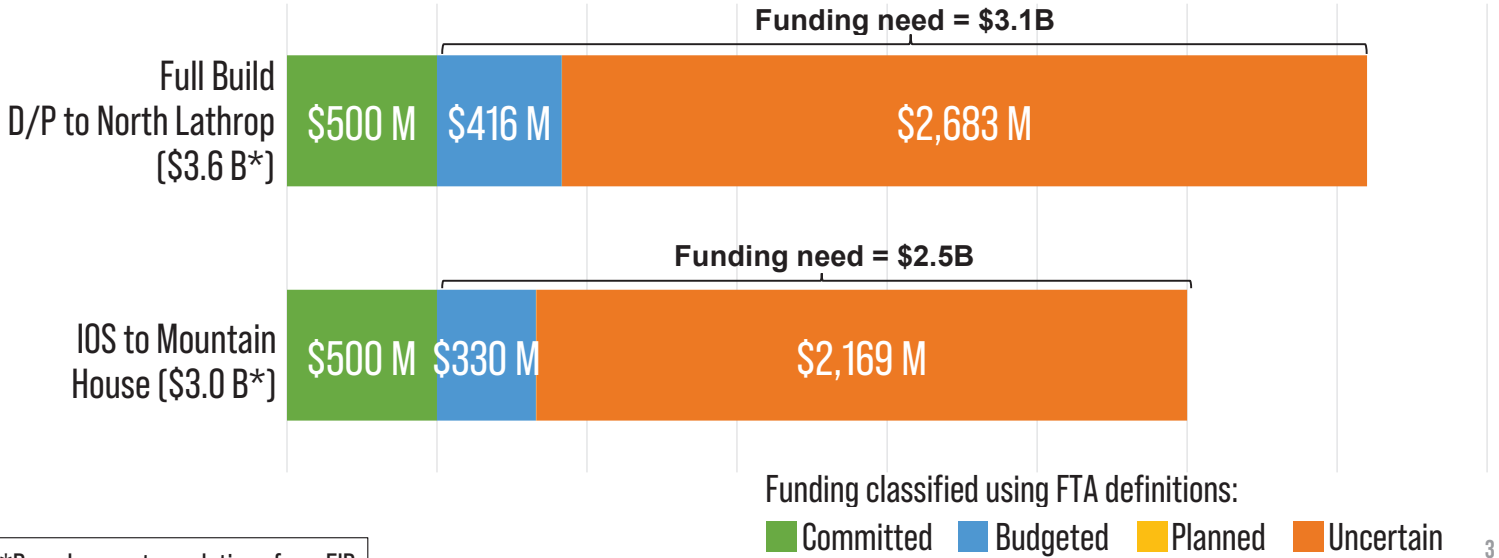 Funding need = $3.1B
Full Build
D/P to North Lathrop
($3.6 B*)
$500 M $416 M $2,683 M
Funding need = $2.5B
IOS to Mountain
House ($3.0 B*)
$500 M $330 M $2,169 M
Funding classified using FTA definitions:
Committed Budgeted Planned Uncertain
3